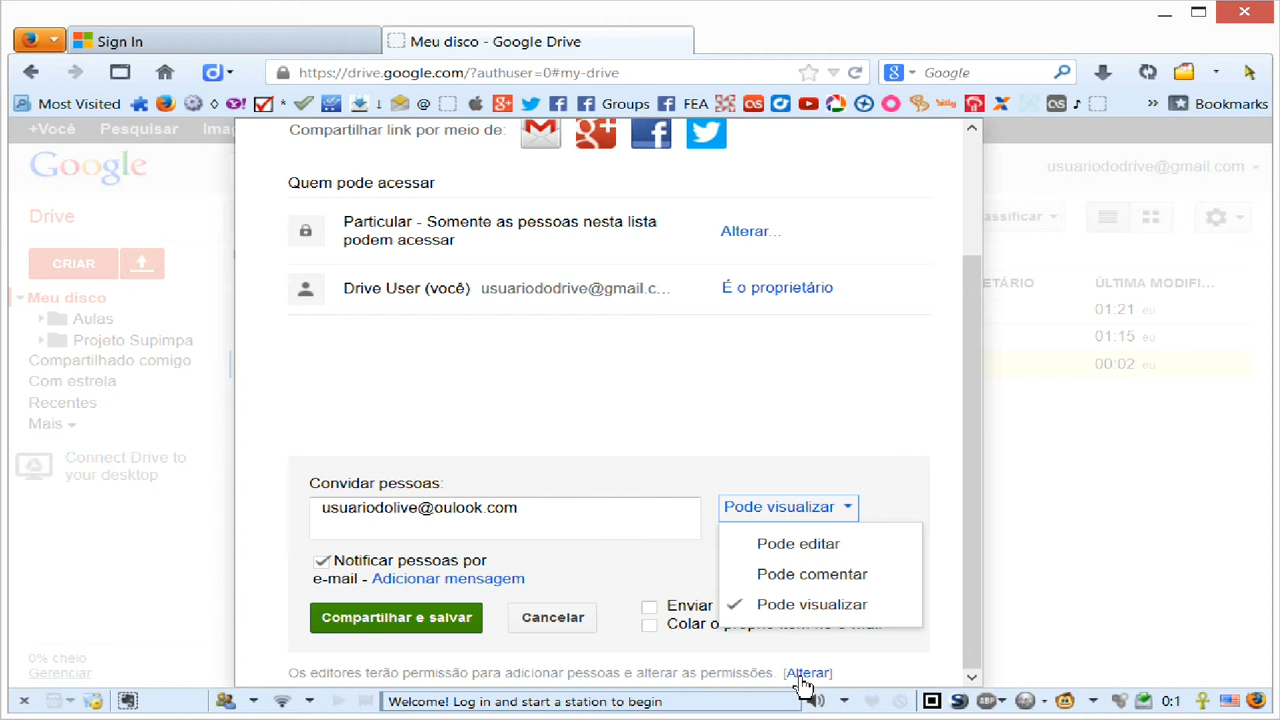 Sign In
Meu disco - Google Drive
https://drive.google.com/?authuser=0#my-drive
Google
Most Visited
Groups
FEA
Bookmarks
+Você Pesquisar
Google
usuariododrive@gmail.com
Compartilhar link por meio de:
Quem pode acessar
Particular - Somente as pessoas nesta lista
podem acessar
Alterar...
Drive User (você) usuariododrive@gmail.c...
É o proprietário
Drive
CRIAR
Meu disco
Aulas
Projeto Supimpa
Compartilhado comigo
Com estrela
Recentes
Mais
Connect Drive to
your desktop
ÚLTIMA MODIFI...
01:21 eu
01:15 eu
00:02 eu
Convidar pessoas:
usuariodolive@oulook.com
Pode visualizar
Pode editar
Pode comentar
Pode visualizar
Notificar pessoas por
e-mail - Adicionar mensagem
Compartilhar e salvar
Cancelar
Enviar
Os editores terão permissão para adicionar pessoas e alterar as permissões. [Alterar]
0% cheio
Gerenciar
Welcome! Log in and start a station to begin
0:1